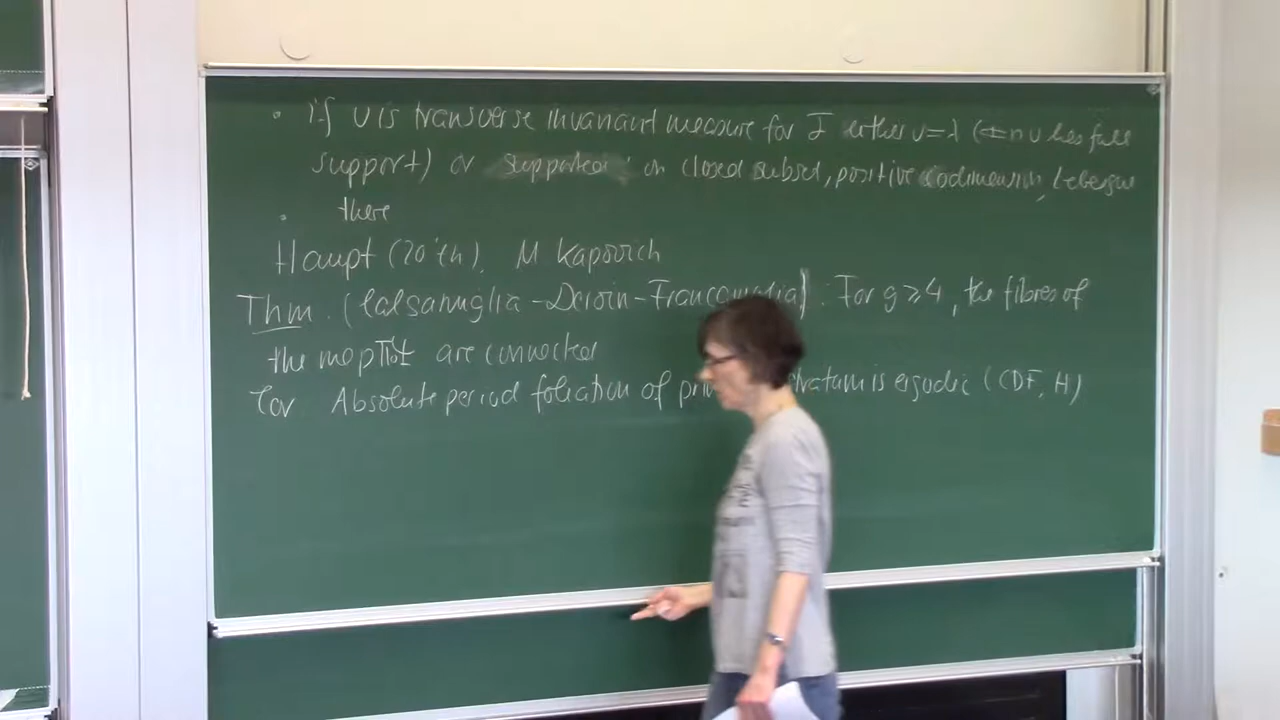 · if ν is transverse invariant measure for F either ν=λ (⇐ ν has full
support) or supported on closed subset, positive codimension, Lebesgue
· there
Haupt (20'th), M Kapovich
Thm. (Calsamiglia-Deroin-Francaviglia). For g≥4, the fibres of
the map are connected
Cor Absolute period foliation of stratum is ergodic (CDF, H)